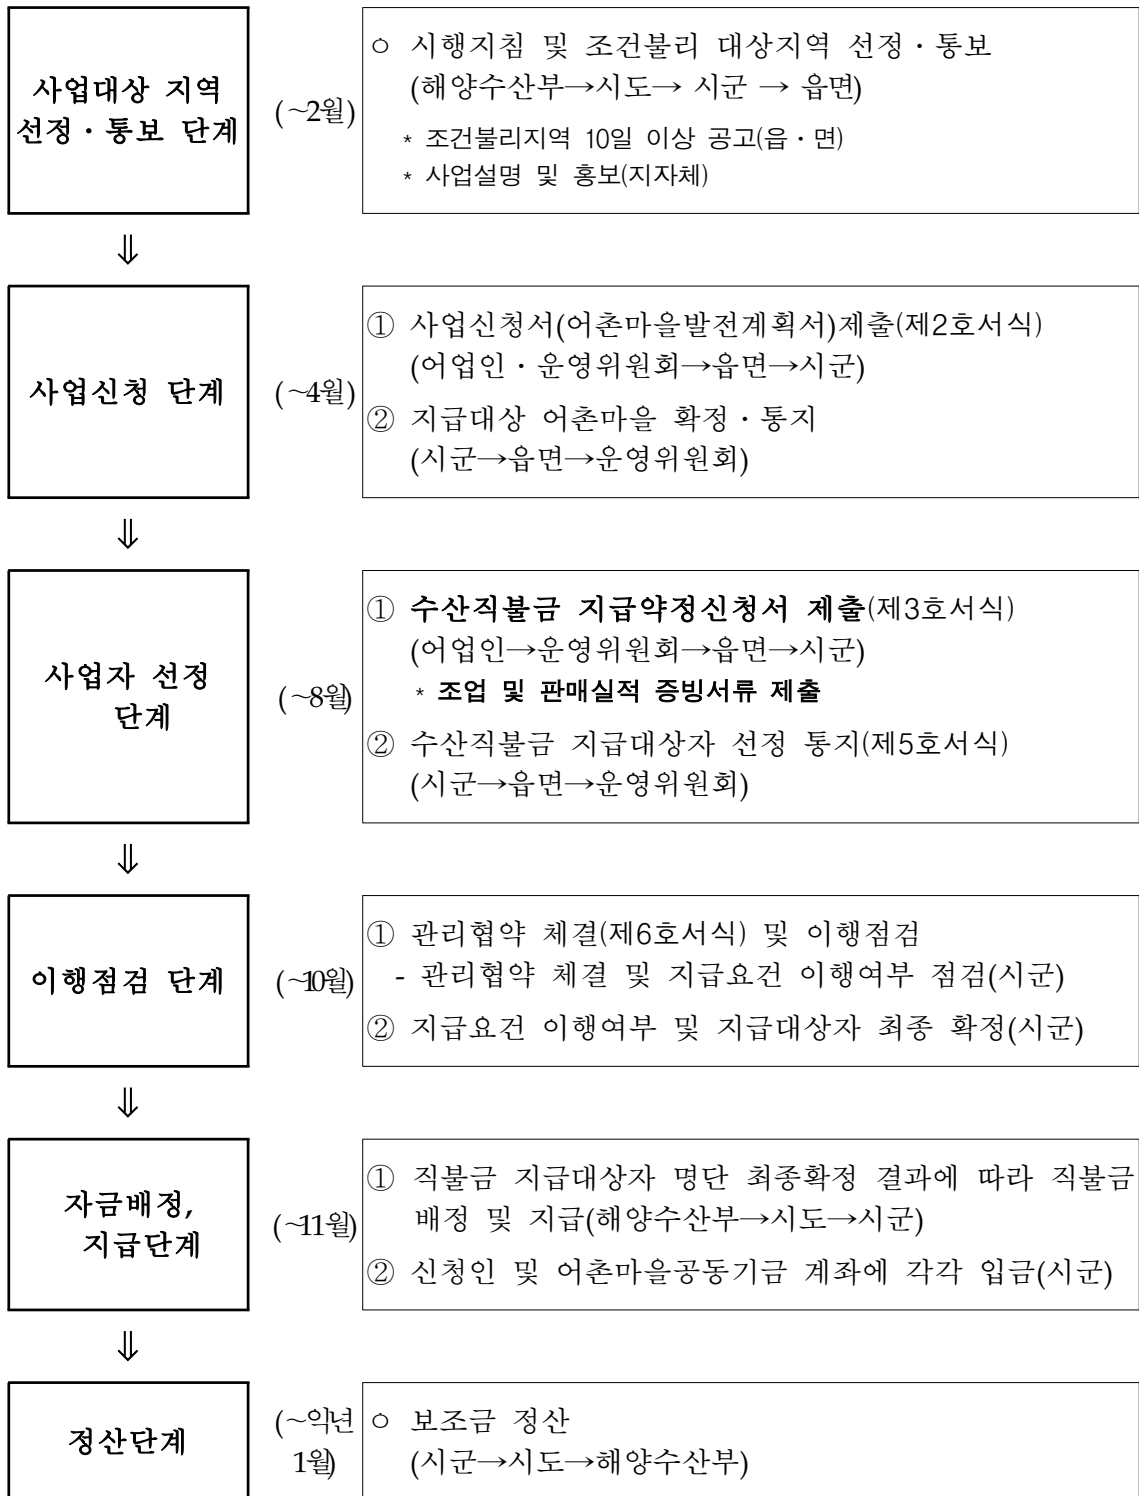 사업대상 지역
선정・통보 단계
(~2월)
○ 시행지침 및 조건불리 대상지역 선정・통보
(해양수산부→시도→ 시군 → 읍면)
* 조건불리지역 10일 이상 공고(읍・면)
* 사업설명 및 홍보(지자체)
⇓
사업신청 단계
(~4월)
① 사업신청서(어촌마을발전계획서)제출(제2호서식)
(어업인・운영위원회→읍면→시군)
② 지급대상 어촌마을 확정・통지
(시군→읍면→운영위원회)
⇓
사업자 선정
단계
(~8월)
① 수산직불금 지급약정신청서 제출(제3호서식)
(어업인→운영위원회→읍면→시군)
* 조업 및 판매실적 증빙서류 제출
② 수산직불금 지급대상자 선정 통지(제5호서식)
(시군→읍면→운영위원회)
⇓
이행점검 단계
(~10월)
① 관리협약 체결(제6호서식) 및 이행점검
- 관리협약 체결 및 지급요건 이행여부 점검(시군)
② 지급요건 이행여부 및 지급대상자 최종 확정(시군)
⇓
자금배정,
지급단계
(~11월)
① 직불금 지급대상자 명단 최종확정 결과에 따라 직불금
배정 및 지급(해양수산부→시도→시군)
② 신청인 및 어촌마을공동기금 계좌에 각각 입금(시군)
⇓
정산단계
(~익년
1월)
○ 보조금 정산
(시군→시도→해양수산부)